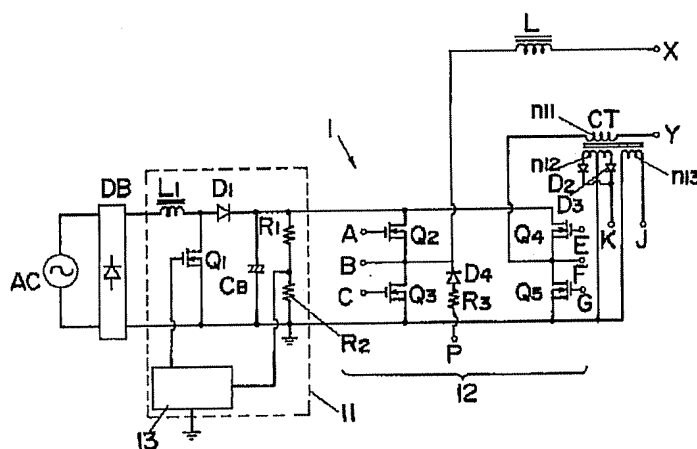 L
X
n11
CT
Y
1
n12
n13
DB
L1
D1
D2
D3
R1
A
Q2
Q4
E
K
J
Q1
B
F
AC
CB
D4
C
Q3
R3
Q5
G
R2
P
13
11
12